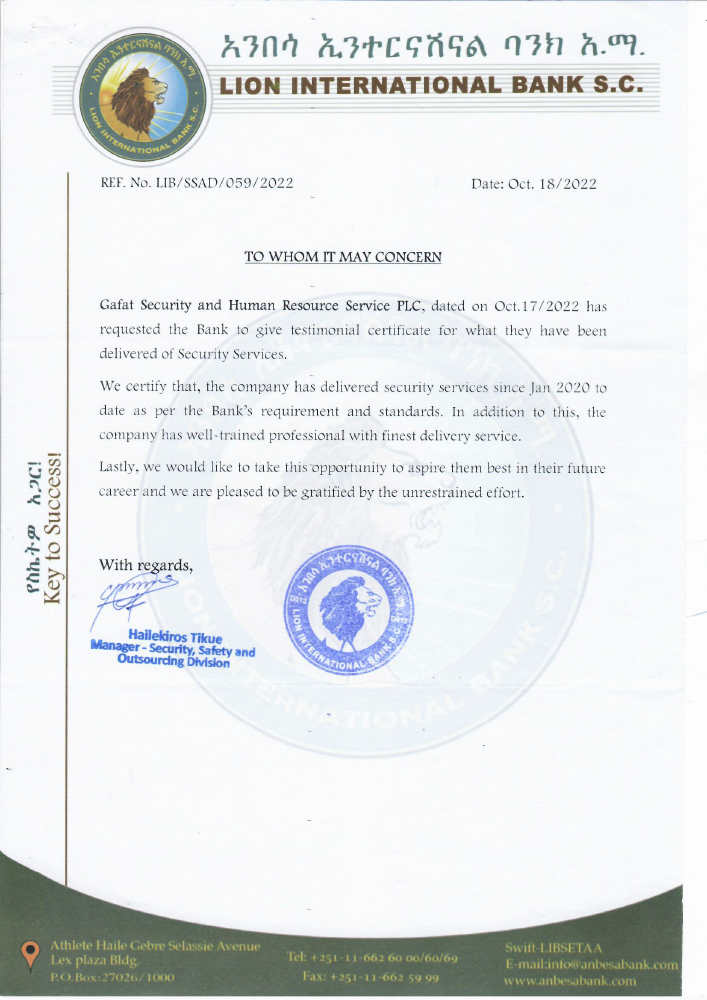 አንበሳ ኢንተርናሽናል ባንክ አ.ማ.
LION INTERNATIONAL BANK S.C.
አንበሳ ኢንተርናሽናል ባንክ አ.ማ.
LION INTERNATIONAL BANK S.C.
REF. No. LIB/SSAD/059/2022
Date: Oct. 18/2022
TO WHOM IT MAY CONCERN
Gafat Security and Human Resource Service PLC, dated on Oct.17/2022 has
requested the Bank to give testimonial certificate for what they have been
delivered of Security Services.
We certify that, the company has delivered security services since Jan 2020 to
date as per the Bank's requirement and standards. In addition to this, the
company has well-trained professional with finest delivery service.
Lastly, we would like to take this opportunity to aspire them best in their future
career and we are pleased to be gratified by the unrestrained effort.
የስኬትዎ አጋር!
Key to Success!
With regards,
Hailekiros Tikue
Manager - Security, Safety and
Outsourcing Division
አንበሳ ኢንተርናሽናል ባንክ አ.ማ
LION INTERNATIONAL BANK S.C.
Athlete Haile Gebre Selassie Avenue
Lex plaza Bldg.
P.O.Box:27026/1000
Tel: +251-11-662 60 00/60/69
Fax: +251-11-662 59 99
Swift-LIBSETAA
E-mail:info@anbesabank.com
www.anbesabank.com